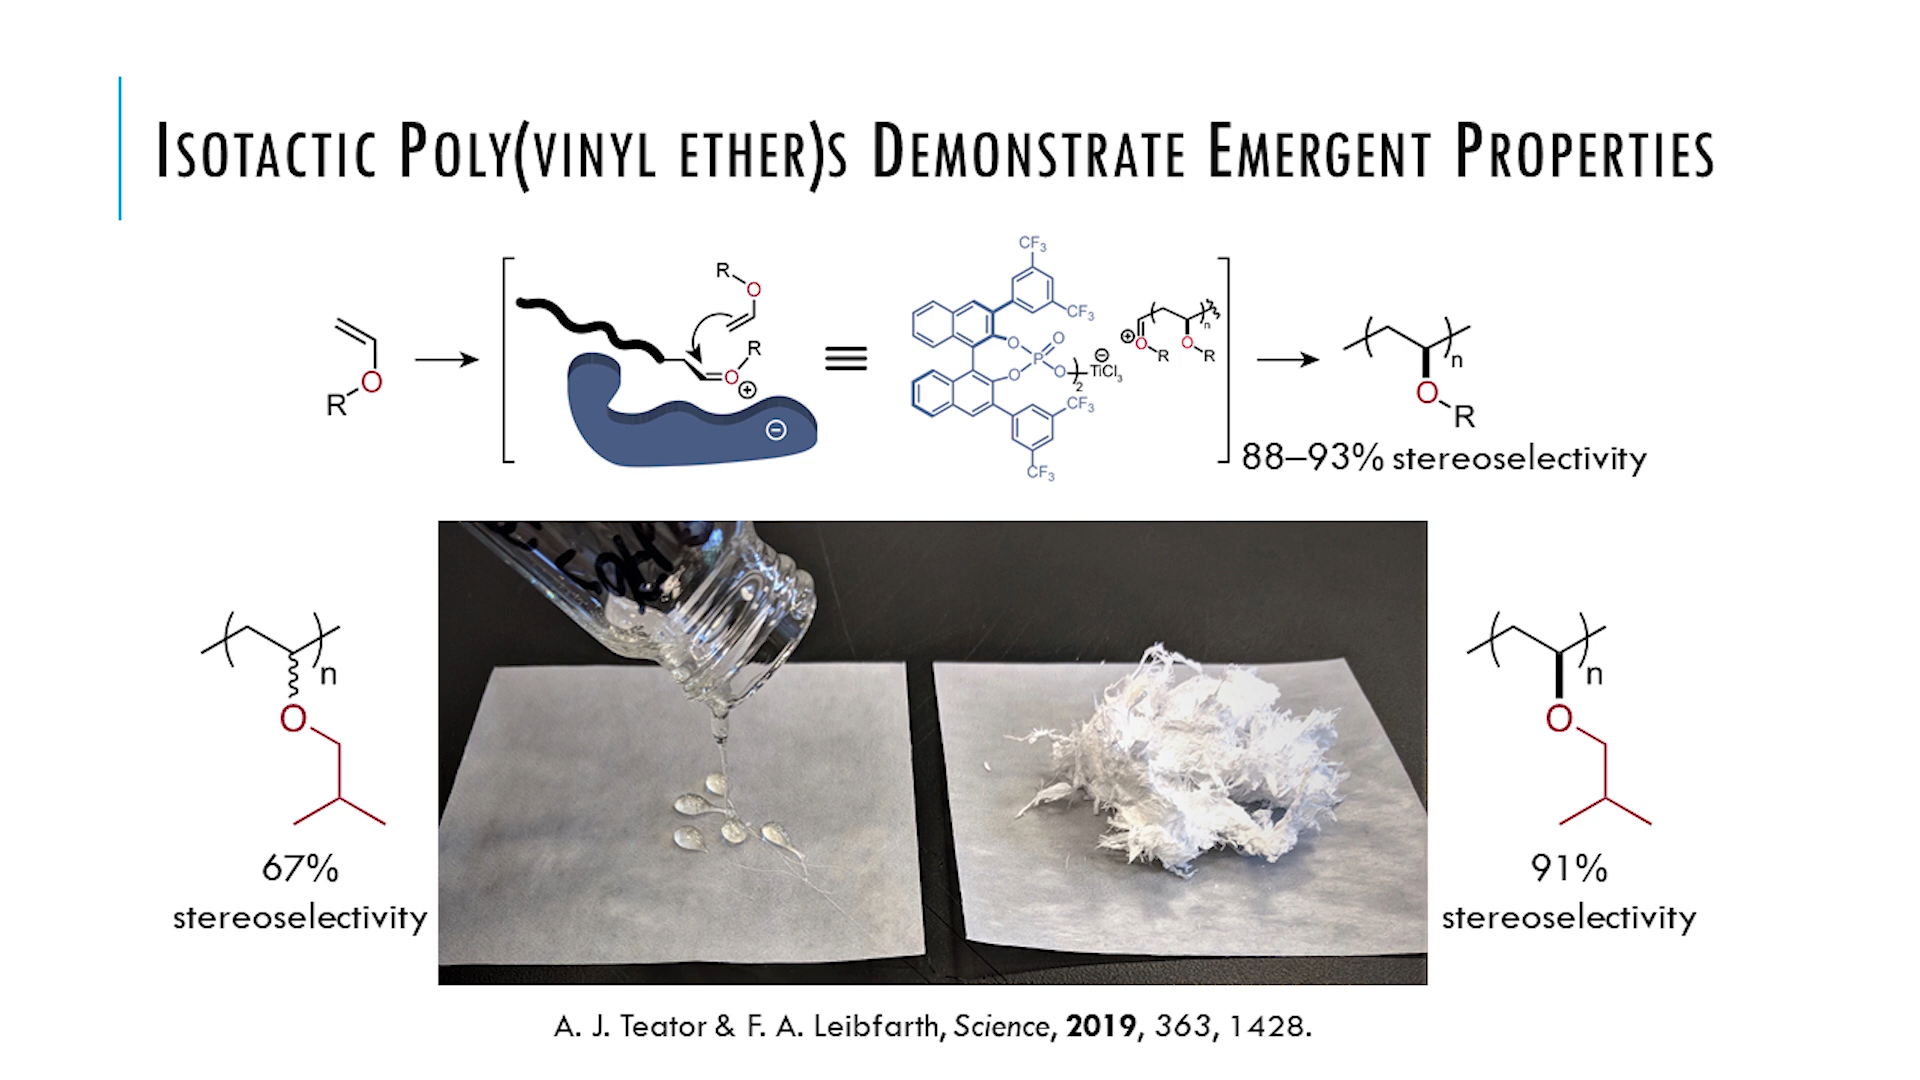 ISOTACTIC POLY(VINYL ETHER)S DEMONSTRATE EMERGENT PROPERTIES
R
O
R
O
R
O
⊕
⊖
≡
CF3
CF3
O
O
P
O
O
)2
TiCl3
⊖
CF3
CF3
⊕
O
R
n
O
R
n
O
R
88–93% stereoselectivity
n
O
67%
stereoselectivity
n
O
91%
stereoselectivity
A. J. Teator & F. A. Leibfarth, Science, 2019, 363, 1428.